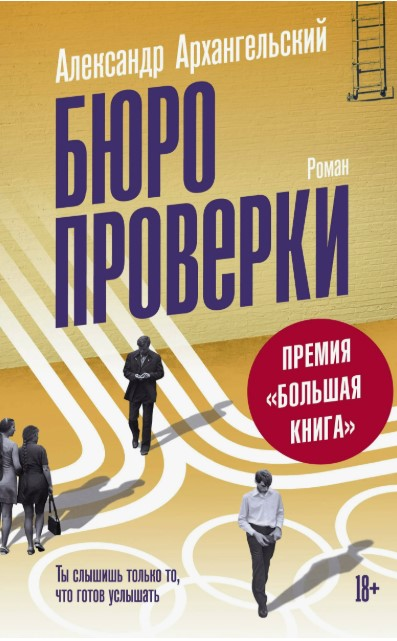 Александр Архангельский
БЮРО
Роман
ПРОВЕРКИ
ПРЕМИЯ
«БОЛЬШАЯ
КНИГА»
Ты слышишь только то,
что готов услышать
18+